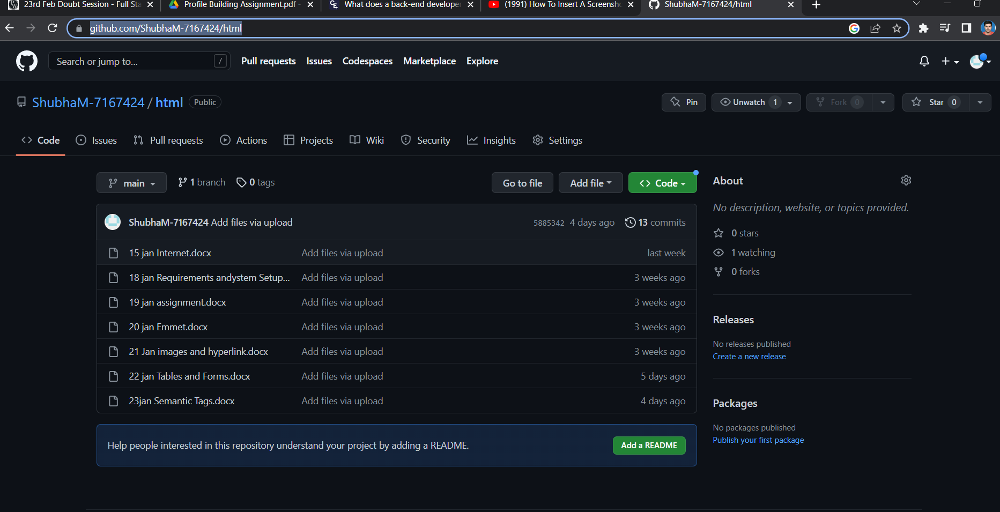 23rd Feb Doubt Session - Full Sta
Profile Building Assignment.pdf -
What does a back-end developer
(1991) How To Insert A Screensho
ShubhaM-7167424/html
github.com/ShubhaM-7167424/html
Search or jump to... /
Pull requests Issues Codespaces Marketplace Explore
ShubhaM-7167424 / html Public
Pin
Unwatch 1
Fork 0
Star 0
Code Issues Pull requests Actions Projects Wiki Security Insights Settings
main 1 branch 0 tags
Go to file Add file Code
ShubhaM-7167424 Add files via upload 5885342 4 days ago 13 commits
15 jan Internet.docx Add files via upload last week
18 jan Requirements andystem Setup... Add files via upload 3 weeks ago
19 jan assignment.docx Add files via upload 3 weeks ago
20 jan Emmet.docx Add files via upload 3 weeks ago
21 Jan images and hyperlink.docx Add files via upload 3 weeks ago
22 jan Tables and Forms.docx Add files via upload 5 days ago
23jan Semantic Tags.docx Add files via upload 4 days ago
Help people interested in this repository understand your project by adding a README. Add a README
About
No description, website, or topics provided.
0 stars
1 watching
0 forks
Releases
No releases published
Create a new release
Packages
No packages published
Publish your first package